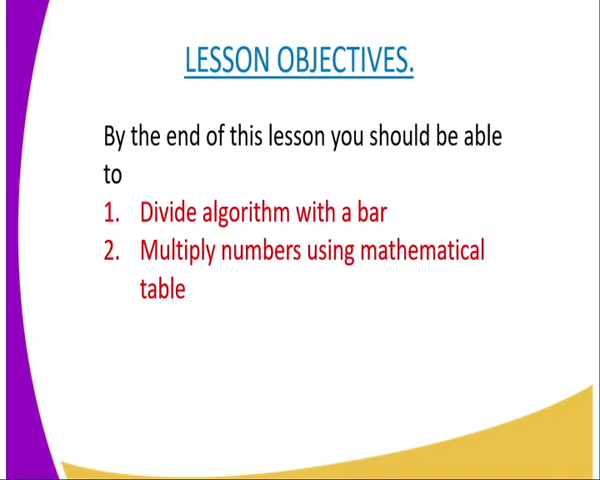 LESSON OBJECTIVES.
By the end of this lesson you should be able
to
1. Divide algorithm with a bar
2. Multiply numbers using mathematical
table